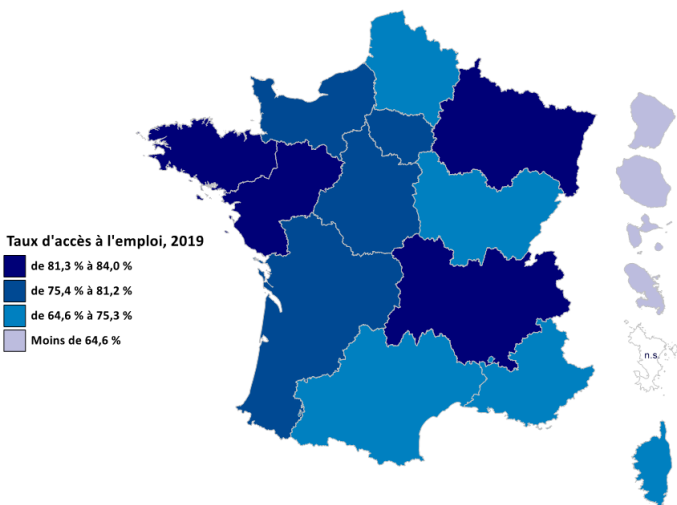 Taux d'accès à l'emploi, 2019
de 81,3 % à 84,0 %
de 75,4 % à 81,2 %
de 64,6 % à 75,3 %
Moins de 64,6 %
n.s.